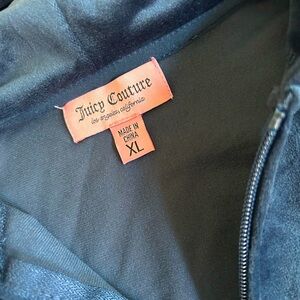 Juicy Couture
los angeles, california
MADE IN
CHINA
XL